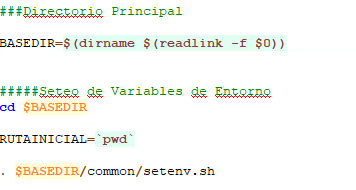 ###Directorio Principal
BASEDIR=$(dirname $(readlink -f $0))
#####Seteo de Variables de Entorno
cd $BASEDIR
RUTAINICIAL=`pwd`
. $BASEDIR/common/setenv.sh